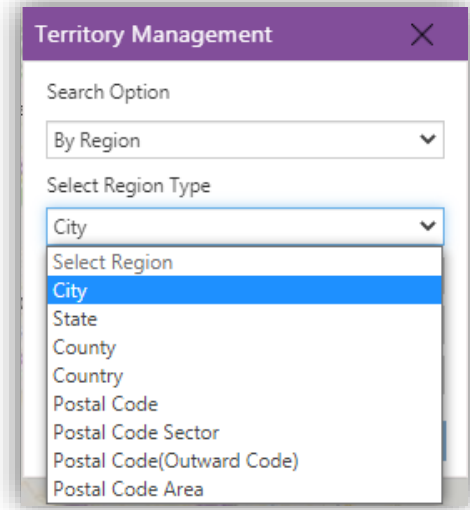 Territory Management
Search Option
By Region
Select Region Type
City
Select Region
City
State
County
Country
Postal Code
Postal Code Sector
Postal Code(Outward Code)
Postal Code Area